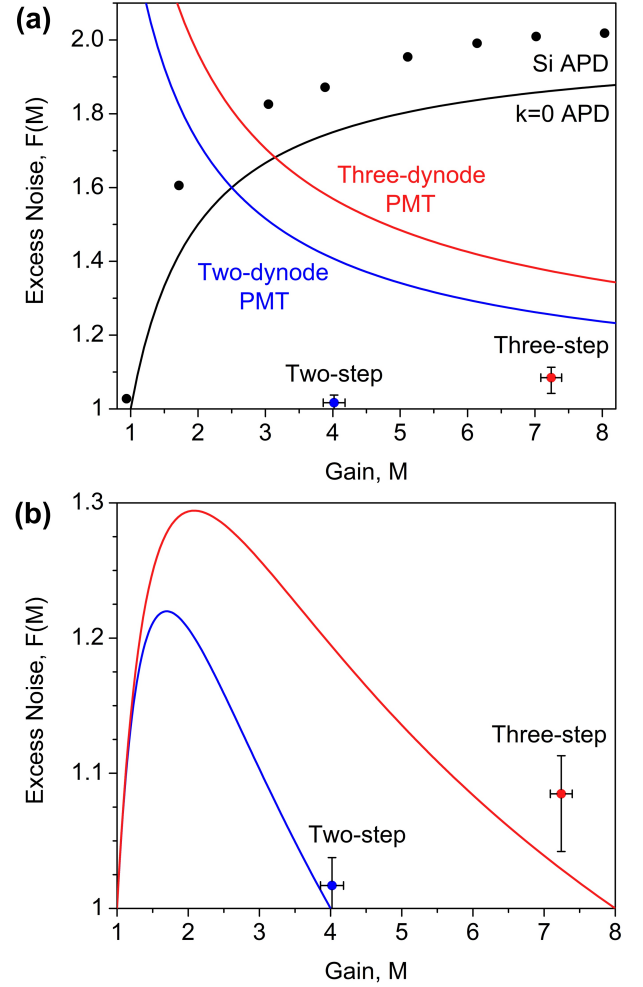 (a)
2.0
1.8
1.6
1.4
1.2
1
Excess Noise, F(M)
Si APD
k=0 APD
Three-dynode
PMT
Two-dynode
PMT
Three-step
Two-step
1 2 3 4 5 6 7 8
Gain, M
(b)
1.3
1.2
1.1
1
Excess Noise, F(M)
Three-step
Two-step
1 2 3 4 5 6 7 8
Gain, M